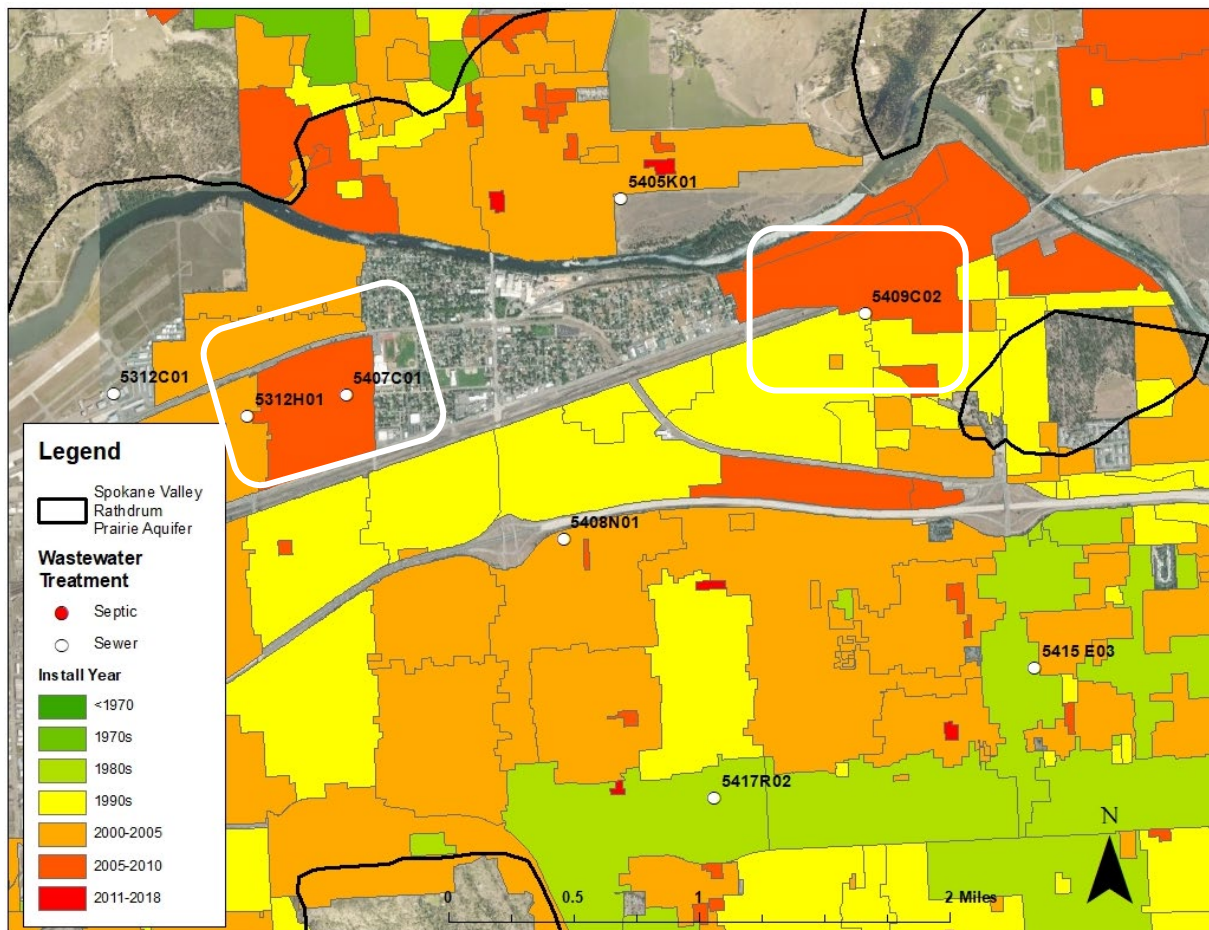 5405K01
5409C02
5312C01
5407C01
5312H01
Legend
Spokane Valley
Rathdrum
Prairie Aquifer
Wastewater
Treatment
Septic
Sewer
Install Year
<1970
1970s
1980s
1990s
2000-2005
2005-2010
2011-2018
5408N01
5415 E03
5417R02
N
0 0.5 1 2 Miles